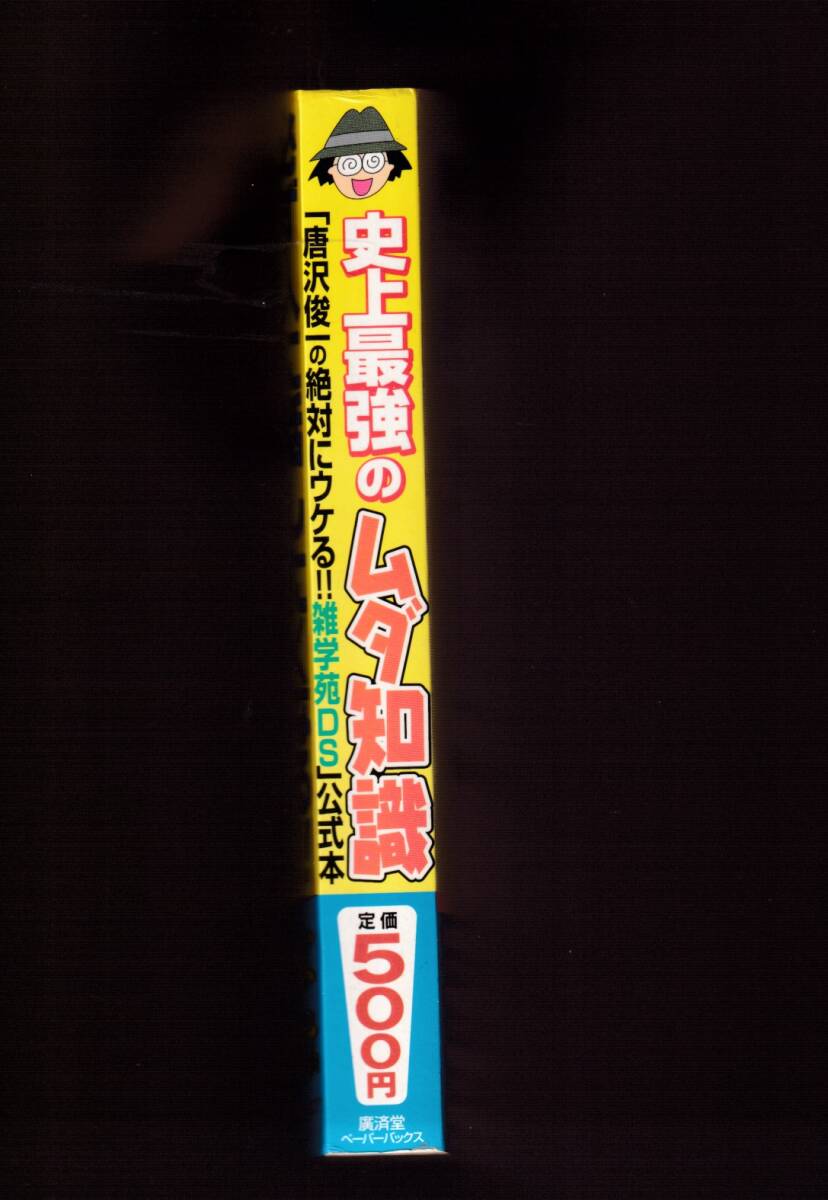 史上最強のムダ知識
「唐沢俊一の絶対にウケる!!雑学苑DS」公式本
定価
500円
廣済堂
ペーパーバックス